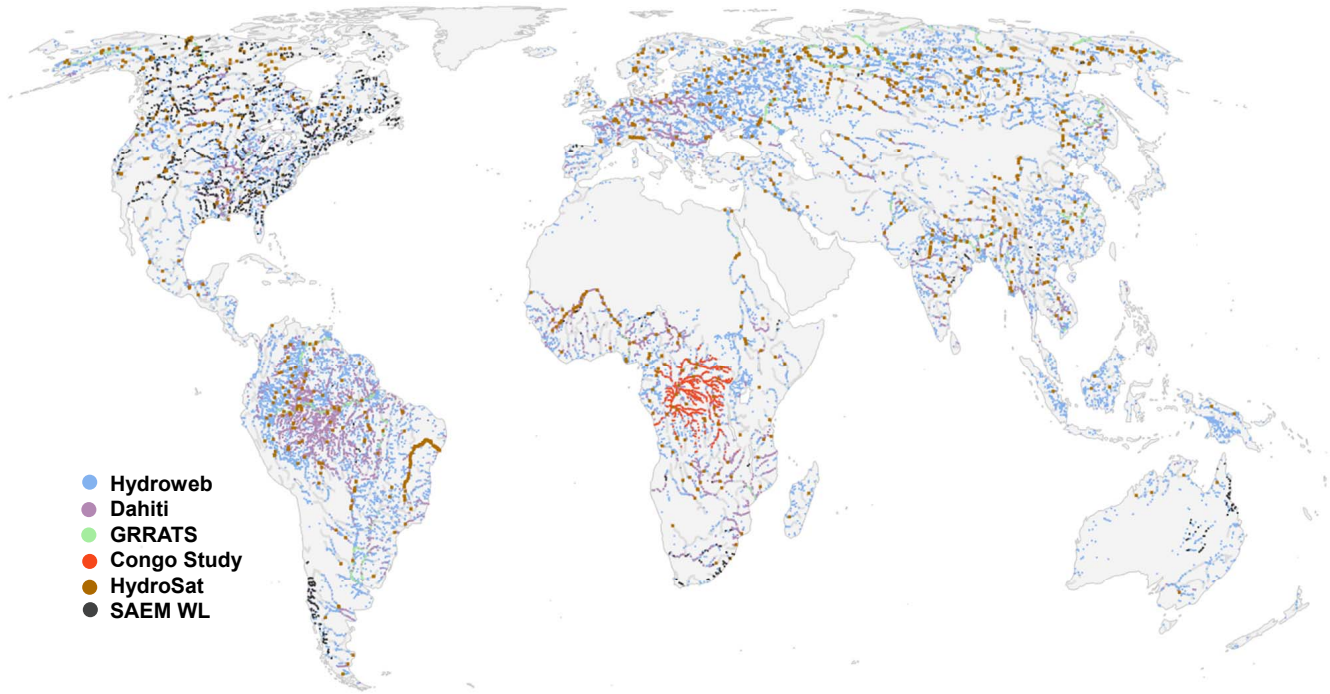 Hydroweb
Dahiti
GRRATS
Congo Study
HydroSat
SAEM WL